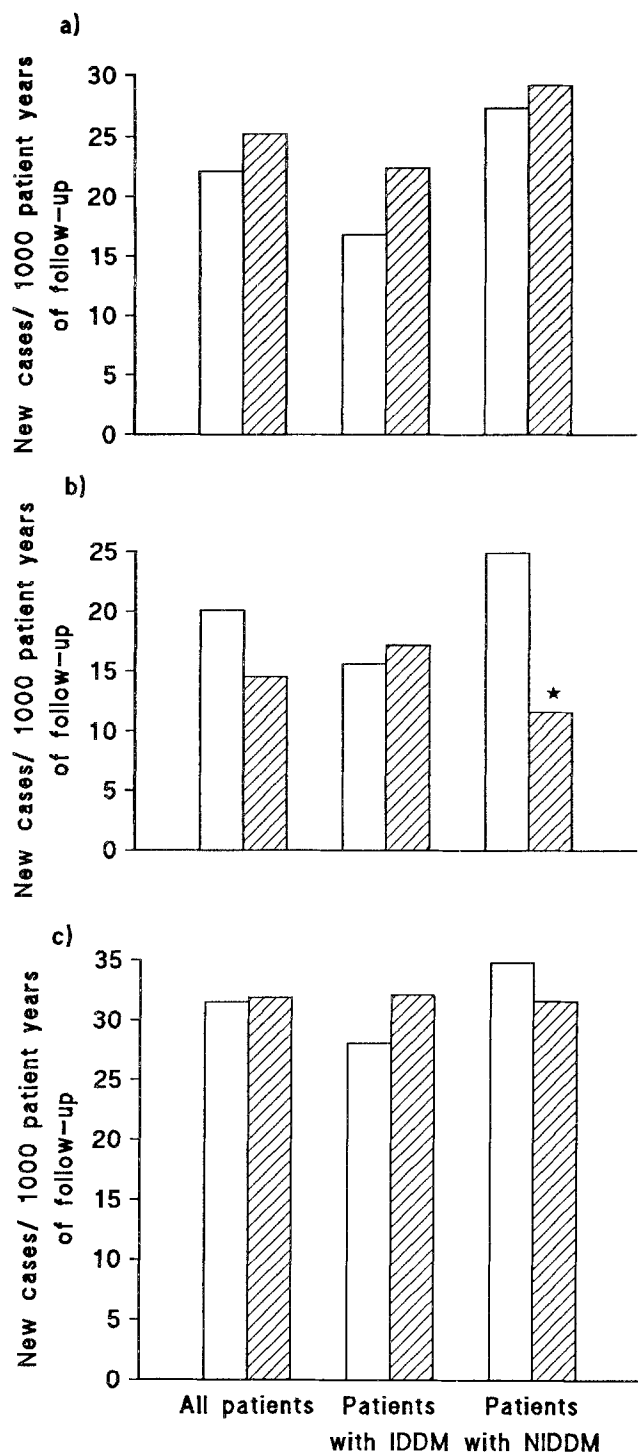 a)
New cases/ 1000 patient years
of follow-up
30
25
20
15
10
5
0
b)
New cases/ 1000 patient years
of follow-up
25
20
15
10
5
0
★
c)
New cases/ 1000 patient years
of follow-up
35
30
25
20
15
10
5
0
All patients Patients Patients
with IDDM with NIDDM